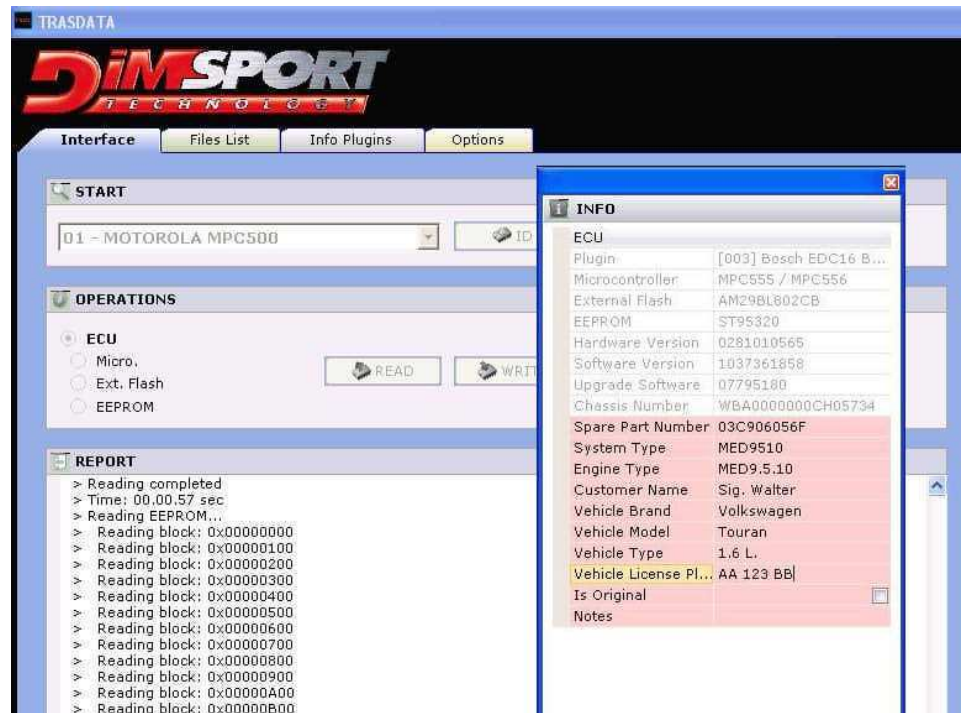 TRASDATA
DiMSPORT
TECHNOLOGY
Interface Files List Info Plugins Options
START
01 - MOTOROLA MPC500 ID
OPERATIONS
ECU
Micro.
Ext. Flash
EEPROM
READ WRIT
REPORT
> Reading completed
> Time: 00.00.57 sec
> Reading EEPROM...
> Reading block: 0x00000000
> Reading block: 0x00000100
> Reading block: 0x00000200
> Reading block: 0x00000300
> Reading block: 0x00000400
> Reading block: 0x00000500
> Reading block: 0x00000600
> Reading block: 0x00000700
> Reading block: 0x00000800
> Reading block: 0x00000900
> Reading block: 0x00000A00
> Reading block: 0x00000B00
INFO
ECU
Plugin [003] Bosch EDC16 B...
Microcontroller MPC555 / MPC556
External Flash AM29BL802CB
EEPROM ST95320
Hardware Version 0281010565
Software Version 1037361858
Upgrade Software 07795180
Chassis Number WBA0000000CH05734
Spare Part Number 03C906056F
System Type MED9510
Engine Type MED9.5.10
Customer Name Sig. Walter
Vehicle Brand Volkswagen
Vehicle Model Touran
Vehicle Type 1.6 L.
Vehicle License Pl... AA 123 BB
Is Original
Notes